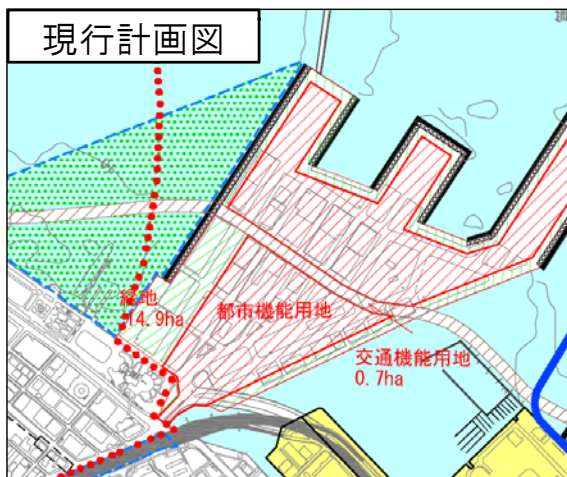 現行計画図
緑地
14.9ha
都市機能用地
交通機能用地
0.7ha